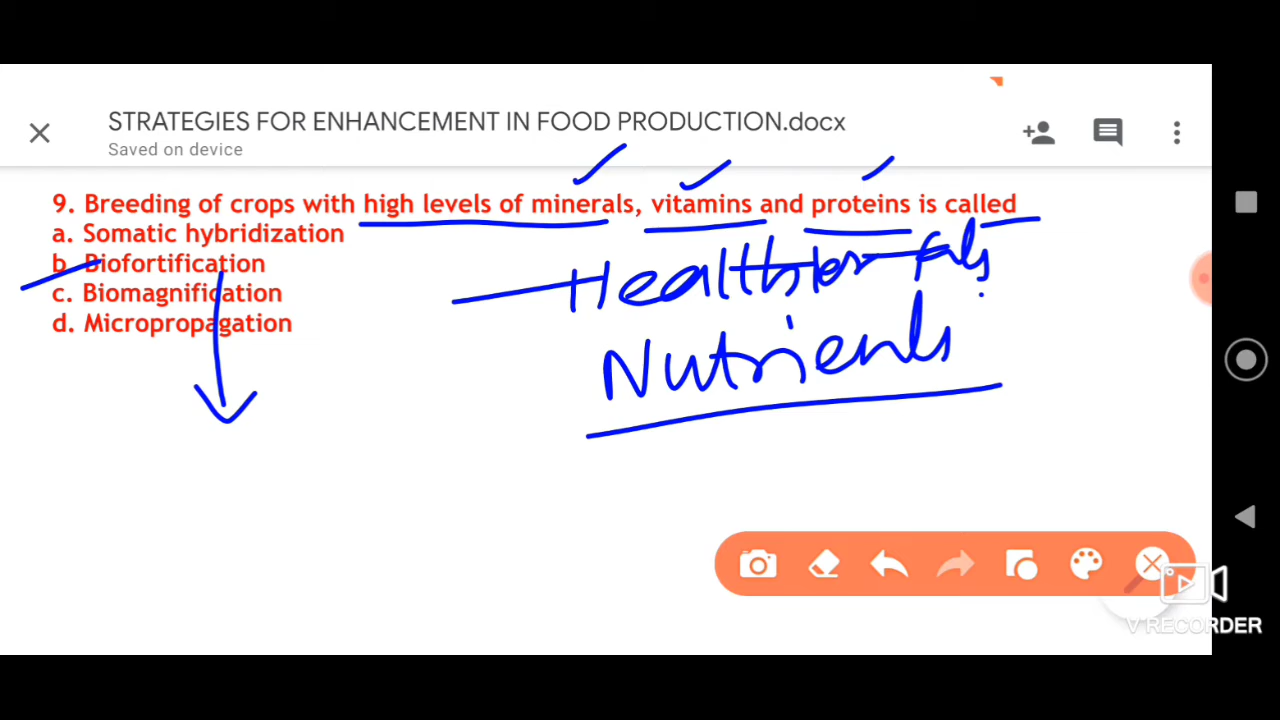 STRATEGIES FOR ENHANCEMENT IN FOOD PRODUCTION.docx
Saved on device
9. Breeding of crops with high levels of minerals, vitamins and proteins is called
a. Somatic hybridization
b. Biofortification
c. Biomagnification
d. Micropropagation
Nutrients
V RECORDER